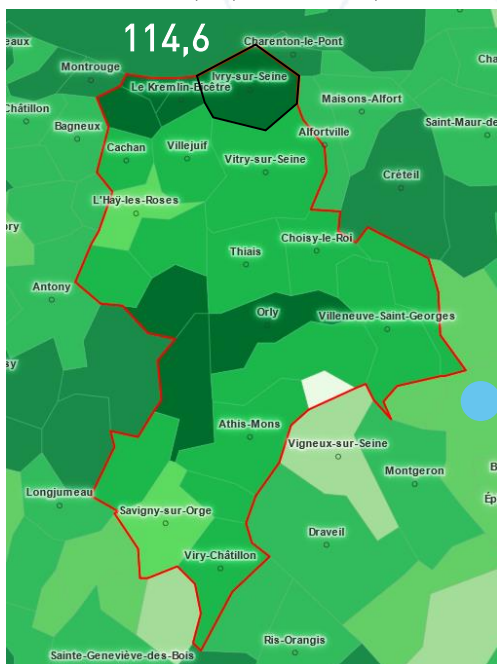 114,6
eaux
Charenton-le-Pont
Montrouge
Cha
Ivry-sur-Seine
Le Kremlin-Bicêtre
Maisons-Alfort
Châtillon
Saint-Maur-de
Bagneux
Alfortville
Cachan
Villejuif
Vitry-sur-Seine
Créteil
L'Haÿ-les-Roses
ry
Choisy-le-Roi
Thiais
Antony
Orly
Villeneuve-Saint-Georges
sy
Athis-Mons
Vigneux-sur-Seine
Montgeron
B
Longjumeau
Ép
Savigny-sur-Orge
Draveil
Viry-Châtillon
Ris-Orangis
Sainte-Geneviève-des-Bois